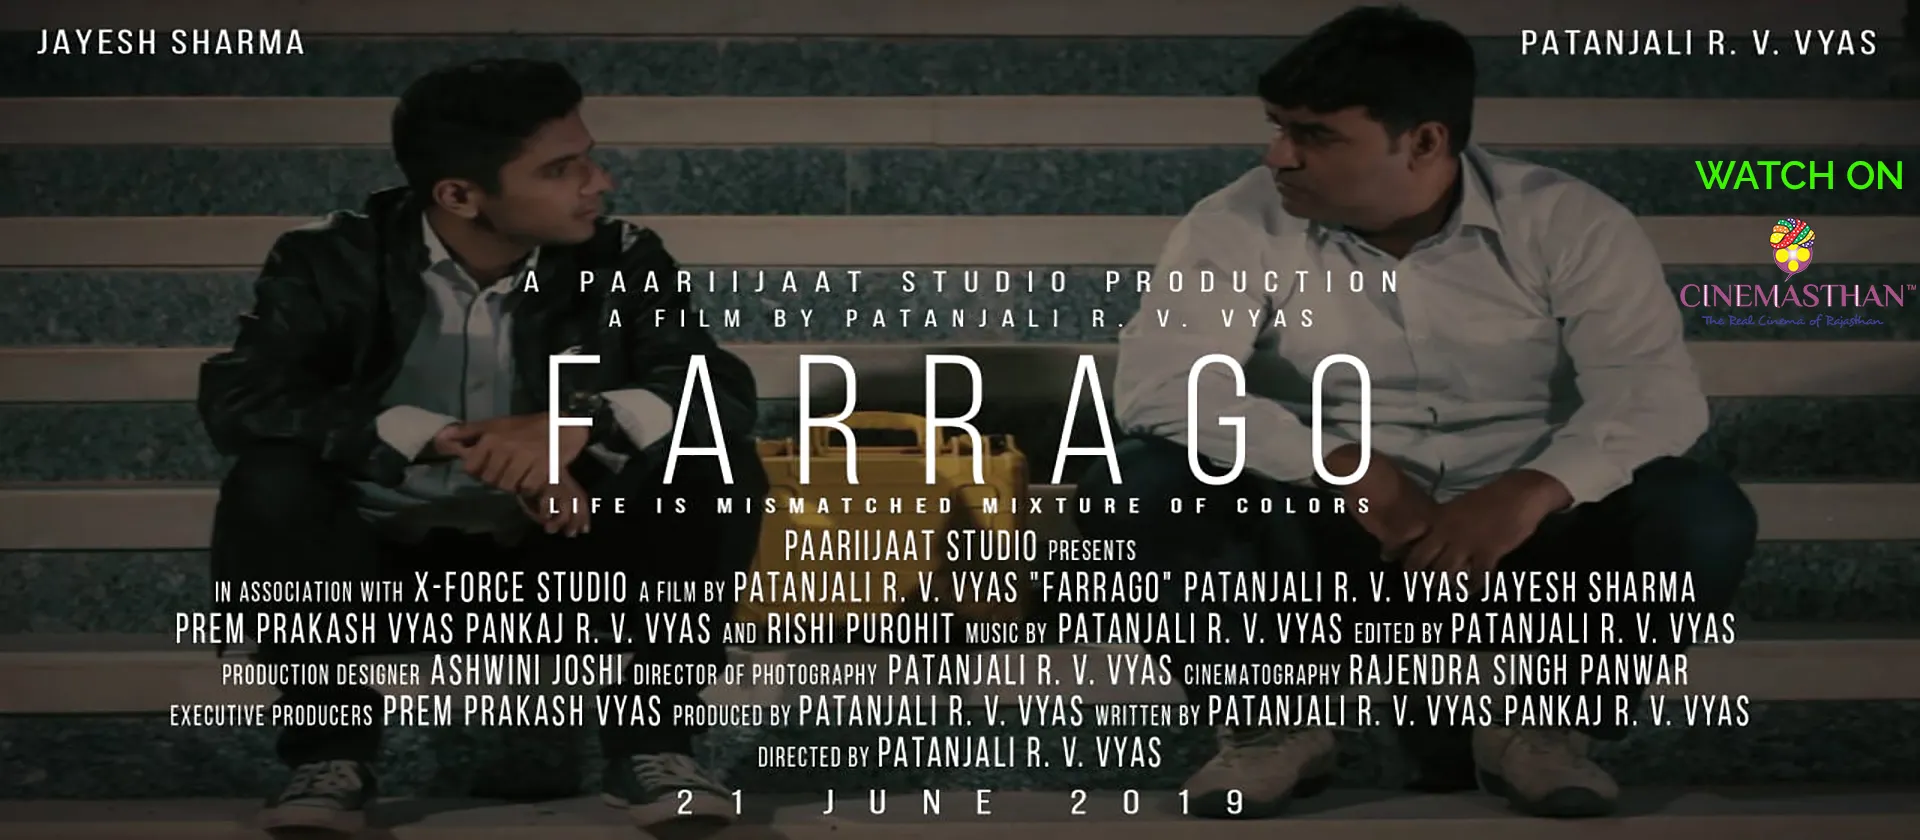 JAYESH SHARMA
PATANJALI R. V. VYAS
WATCH ON
CINEMASTHAN™
The Real Cinema of Rajasthan
A PAARIIJAAT STUDIO PRODUCTION
A FILM BY PATANJALI R. V. VYAS
FARRAGO
LIFE IS MISMATCHED MIXTURE OF COLORS
PAARIIJAAT STUDIO PRESENTS
IN ASSOCIATION WITH X-FORCE STUDIO A FILM BY PATANJALI R. V. VYAS "FARRAGO" PATANJALI R. V. VYAS JAYESH SHARMA
PREM PRAKASH VYAS PANKAJ R. V. VYAS AND RISHI PUROHIT MUSIC BY PATANJALI R. V. VYAS EDITED BY PATANJALI R. V. VYAS
PRODUCTION DESIGNER ASHWINI JOSHI DIRECTOR OF PHOTOGRAPHY PATANJALI R. V. VYAS CINEMATOGRAPHY RAJENDRA SINGH PANWAR
EXECUTIVE PRODUCERS PREM PRAKASH VYAS PRODUCED BY PATANJALI R. V. VYAS WRITTEN BY PATANJALI R. V. VYAS PANKAJ R. V. VYAS
DIRECTED BY PATANJALI R. V. VYAS
21 JUNE 2019